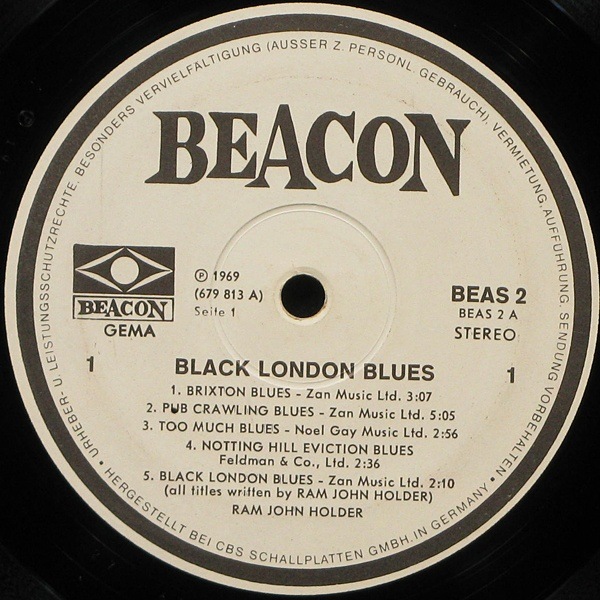 URHEBER- U. LEISTUNGSSCHUTZRECHTE, BESONDERS VERVIELFÄLTIGUNG (AUSSER Z. PERSONL. GEBRAUCH), VERMIETUNG, AUFFÜHRUNG, SENDUNG VORBEHALTEN •
BEACON
BEACON
GEMA
℗ 1969
(679 813 A)
Seite 1
BEAS 2
BEAS 2 A
STEREO
1
1
BLACK LONDON BLUES
1. BRIXTON BLUES – Zan Music Ltd. 3:07
2. PUB CRAWLING BLUES – Zan Music Ltd. 5:05
3. TOO MUCH BLUES – Noel Gay Music Ltd. 2:56
4. NOTTING HILL EVICTION BLUES
Feldman & Co., Ltd. 2:36
5. BLACK LONDON BLUES – Zan Music Ltd. 2:10
(all titles written by RAM JOHN HOLDER)
RAM JOHN HOLDER
• HERGESTELLT BEI CBS SCHALLPLATTEN GMBH, IN GERMANY